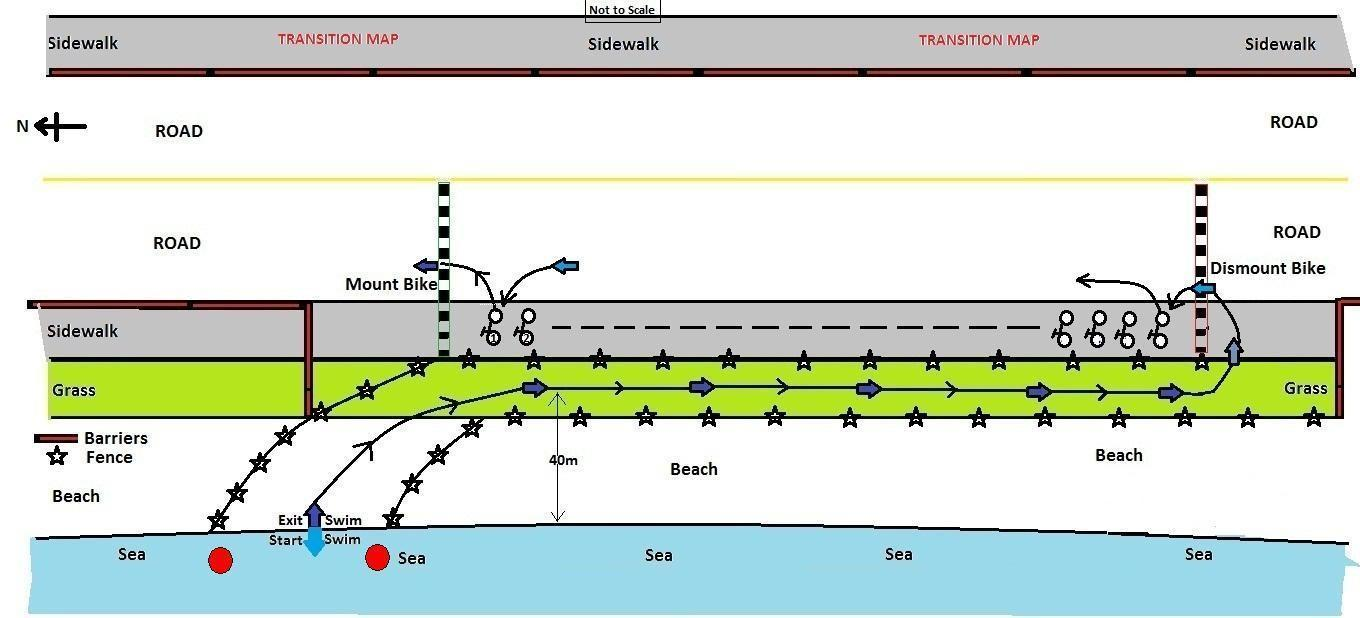 Not to Scale
Sidewalk TRANSITION MAP Sidewalk TRANSITION MAP Sidewalk
N ROAD ROAD
ROAD ROAD
Mount Bike Dismount Bike
Sidewalk 1 2
Grass Grass
Barriers
Fence
40m Beach Beach
Beach
Exit Swim
Start Swim
Sea Sea Sea Sea Sea